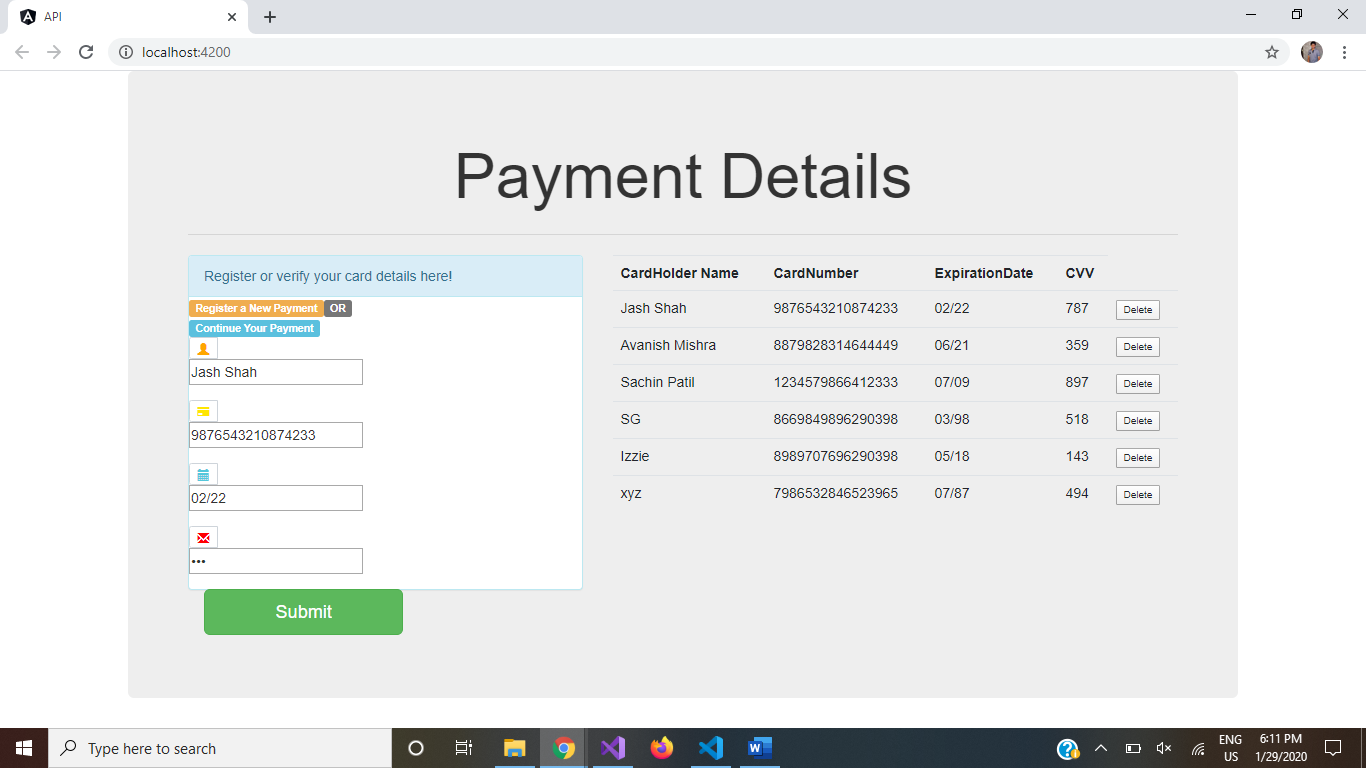 API
localhost:4200
Payment Details
Register or verify your card details here!
Register a New Payment OR
Continue Your Payment
Jash Shah
9876543210874233
02/22
•••
Submit
CardHolder Name CardNumber ExpirationDate CVV
Jash Shah 9876543210874233 02/22 787 Delete
Avanish Mishra 8879828314644449 06/21 359 Delete
Sachin Patil 1234579866412333 07/09 897 Delete
SG 8669849896290398 03/98 518 Delete
Izzie 8989707696290398 05/18 143 Delete
xyz 7986532846523965 07/87 494 Delete
Type here to search
ENG
US
6:11 PM
1/29/2020